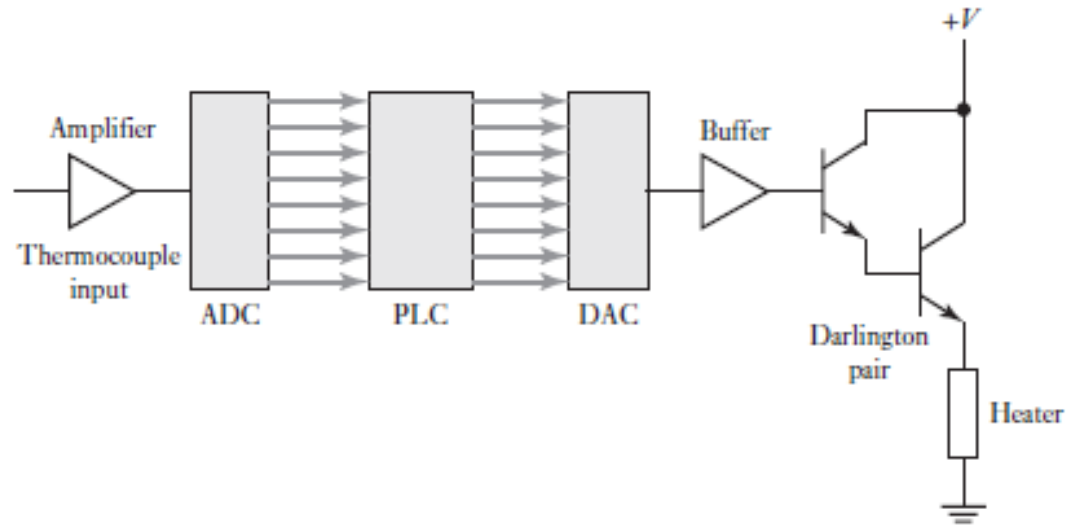 +V
Amplifier
Buffer
Thermocouple
input
ADC
PLC
DAC
Darlington
pair
Heater